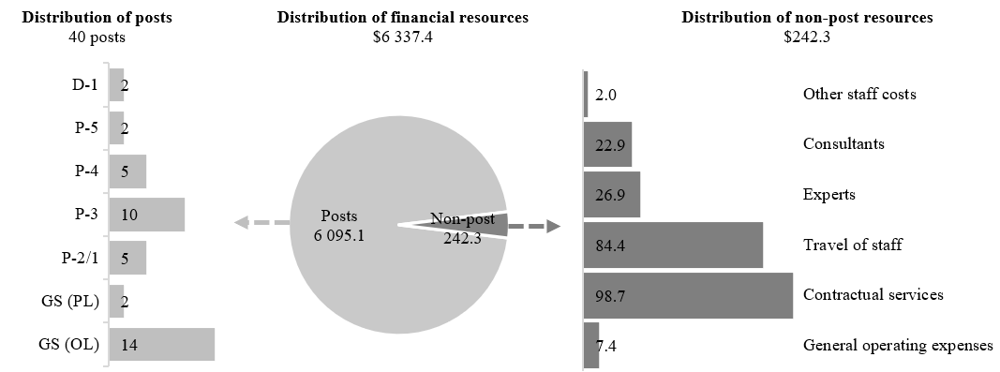 Distribution of posts
40 posts
D-1 2
P-5 2
P-4 5
P-3 10
P-2/1 5
GS (PL) 2
GS (OL) 14
Distribution of financial resources
$6 337.4
Posts
6 095.1
Non-post
242.3
Distribution of non-post resources
$242.3
2.0 Other staff costs
22.9 Consultants
26.9 Experts
84.4 Travel of staff
98.7 Contractual services
7.4 General operating expenses